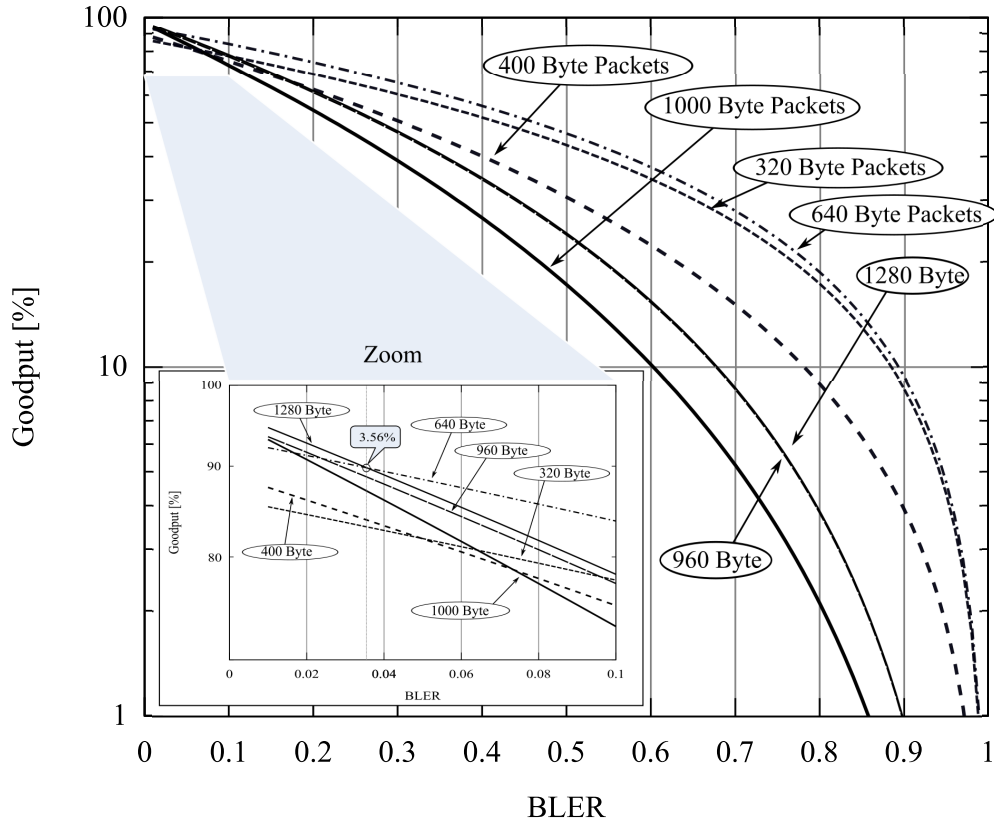 100
10
1
Goodput [%]
400 Byte Packets
1000 Byte Packets
320 Byte Packets
640 Byte Packets
1280 Byte
960 Byte
Zoom
100
90
80
Goodput [%]
1280 Byte
3.56%
640 Byte
960 Byte
320 Byte
400 Byte
1000 Byte
0 0.02 0.04 0.06 0.08 0.1
BLER
0 0.1 0.2 0.3 0.4 0.5 0.6 0.7 0.8 0.9 1
BLER